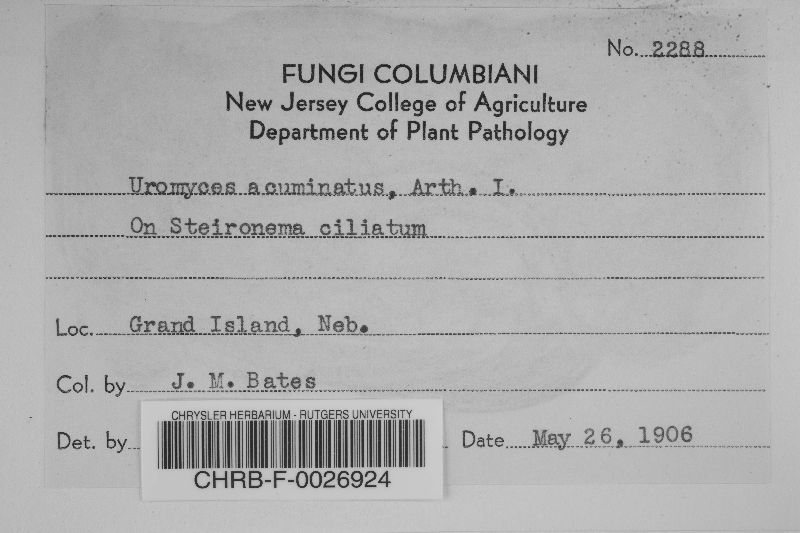 No. 2288
FUNGI COLUMBIANI
New Jersey College of Agriculture
Department of Plant Pathology
Uromyces acuminatus, Arth. I.
On Steironema ciliatum
Loc. Grand Island, Neb.
Col. by J. M. Bates
Det. by
Date May 26, 1906
CHRYSLER HERBARIUM - RUTGERS UNIVERSITY
CHRB-F-0026924